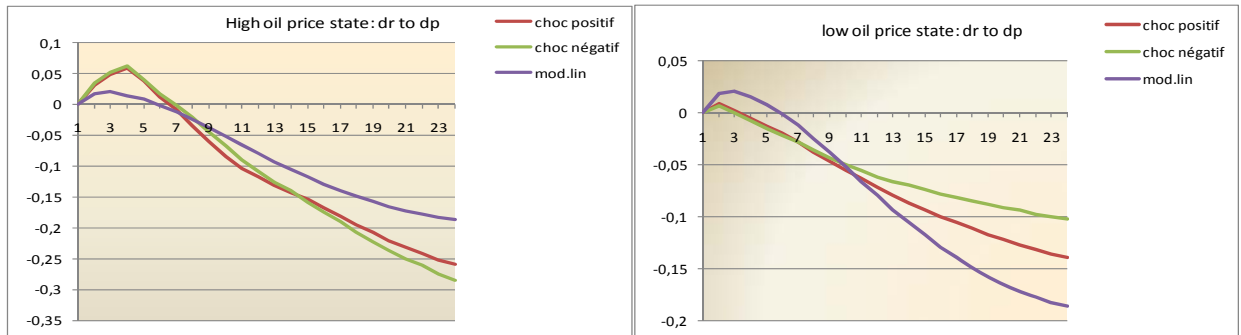 High oil price state: dr to dp
choc positif
choc négatif
mod.lin
0,1
0,05
0
-0,05
-0,1
-0,15
-0,2
-0,25
-0,3
-0,35
1 3 5 7 9 11 13 15 17 19 21 23
low oil price state: dr to dp
choc positif
choc négatif
mod.lin
0,05
0
-0,05
-0,1
-0,15
-0,2
1 3 5 7 9 11 13 15 17 19 21 23